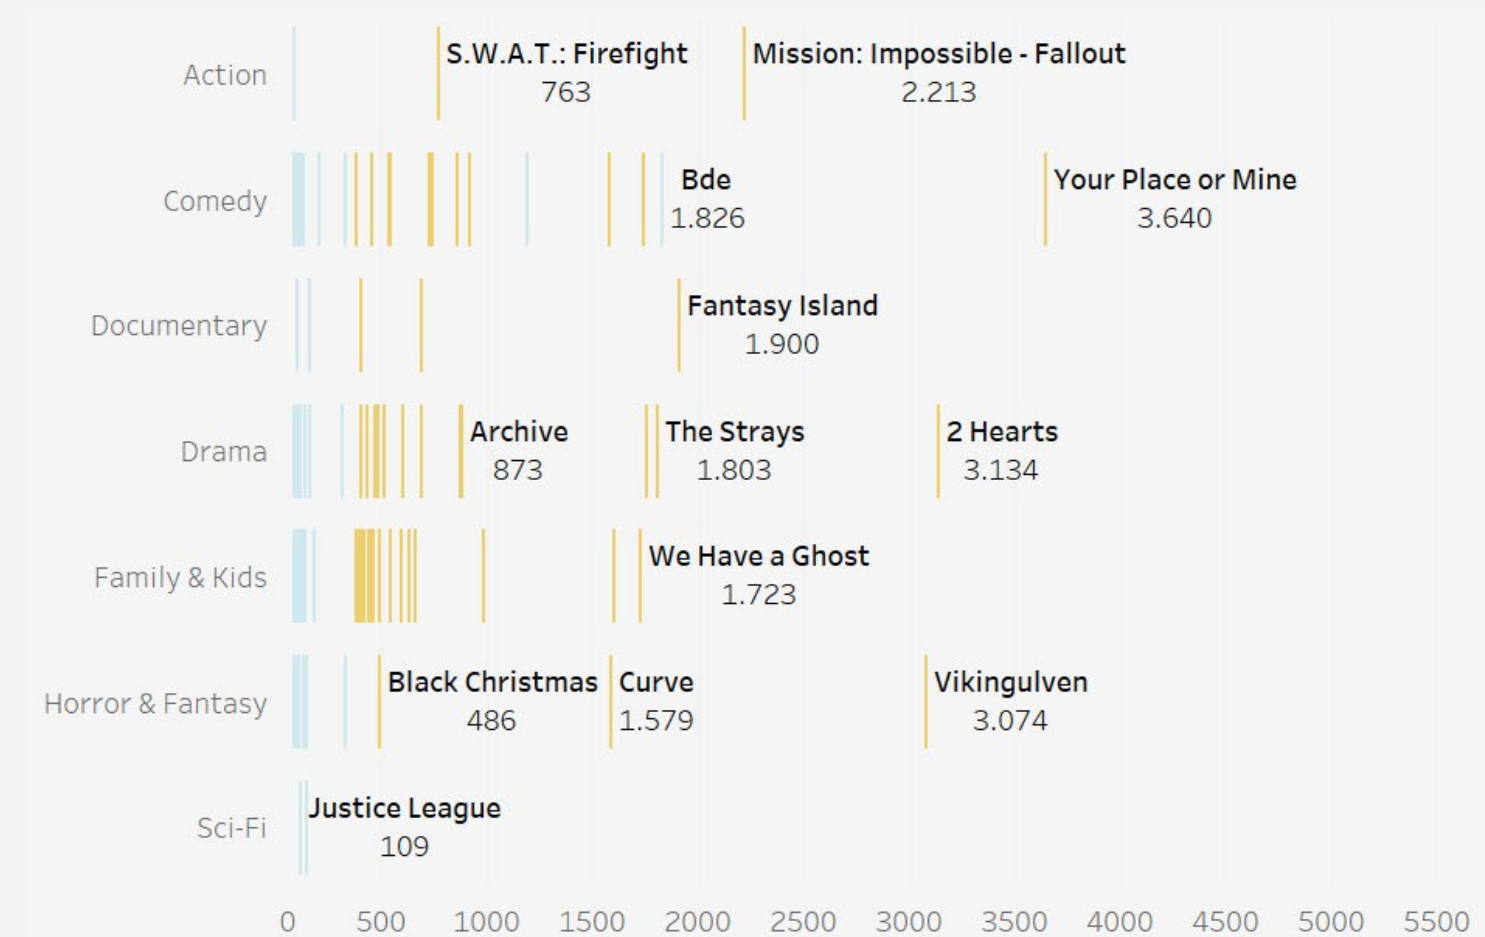 Action
S.W.A.T.: Firefight
763
Mission: Impossible - Fallout
2.213
Comedy
Bde
1.826
Your Place or Mine
3.640
Documentary
Fantasy Island
1.900
Drama
Archive
873
The Strays
1.803
2 Hearts
3.134
Family & Kids
We Have a Ghost
1.723
Horror & Fantasy
Black Christmas
486
Curve
1.579
Vikingulven
3.074
Sci-Fi
Justice League
109
0 500 1000 1500 2000 2500 3000 3500 4000 4500 5000 5500